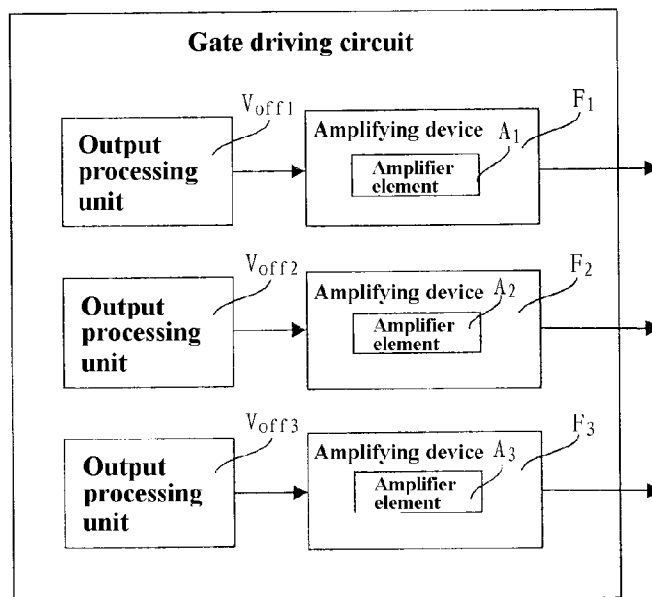 Gate driving circuit
Voff1
F1
Output
processing
unit
Amplifying device
A1
Amplifier
element
Voff2
F2
Output
processing
unit
Amplifying device
A2
Amplifier
element
Voff3
F3
Output
processing
unit
Amplifying device
A3
Amplifier
element